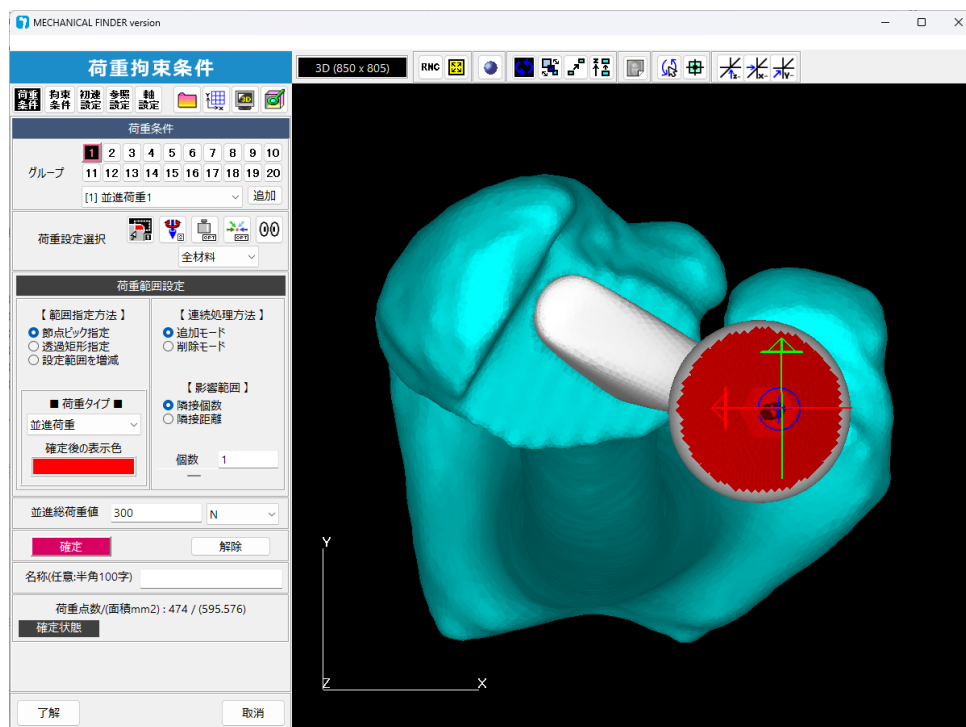 MECHANICAL FINDER version
荷重拘束条件
3D (850 x 805)
RNC
荷重条件 拘束条件 初速設定 参照設定 軸設定
荷重条件
1 2 3 4 5 6 7 8 9 10
グループ
11 12 13 14 15 16 17 18 19 20
[1] 並進荷重1 追加
荷重設定選択
全材料
荷重範囲設定
【 範囲指定方法 】
節点ピック指定
透過矩形指定
設定範囲を増減
【 連続処理方法 】
追加モード
削除モード
【 影響範囲 】
隣接個数
隣接距離
個数 1
■ 荷重タイプ ■
並進荷重
確定後の表示色
並進総荷重値 300 N
確定 解除
名称(任意:半角100字)
荷重点数/(面積mm2) : 474 / (595.576)
確定状態
了解 取消
Y
Z
X